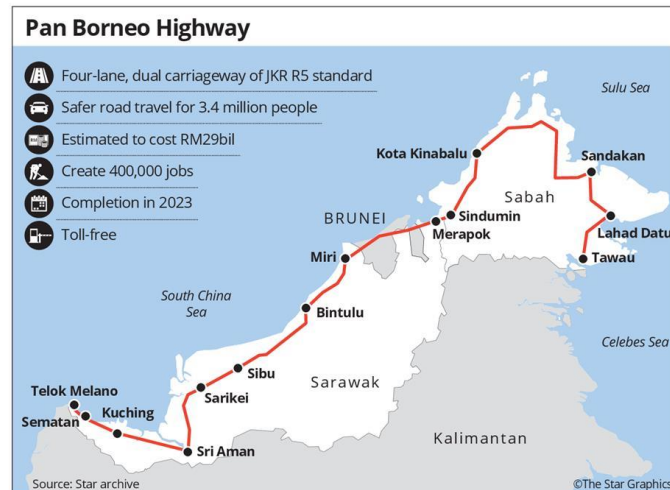 Pan Borneo Highway
Four-lane, dual carriageway of JKR R5 standard
Safer road travel for 3.4 million people
Estimated to cost RM29bil
Create 400,000 jobs
Completion in 2023
Toll-free
Sulu Sea
Kota Kinabalu
Sandakan
Sabah
BRUNEI
Sindumin
Merapok
Lahad Datu
Miri
Tawau
South China
Sea
Bintulu
Celebes Sea
Sibu
Sarawak
Telok Melano
Sarikei
Sematan
Kuching
Kalimantan
Sri Aman
Source: Star archive
©The Star Graphics